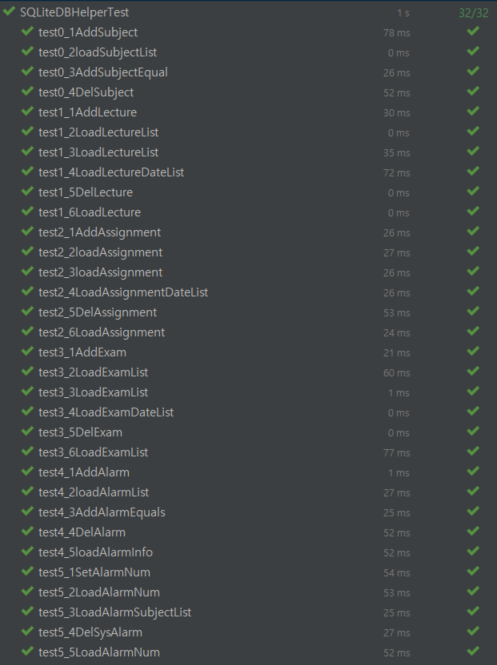 SQLiteDBHelperTest 1 s 32/32
test0_1AddSubject 78 ms
test0_2loadSubjectList 0 ms
test0_3AddSubjectEqual 26 ms
test0_4DelSubject 52 ms
test1_1AddLecture 30 ms
test1_2LoadLectureList 0 ms
test1_3LoadLectureList 35 ms
test1_4LoadLectureDateList 72 ms
test1_5DelLecture 0 ms
test1_6LoadLecture 0 ms
test2_1AddAssignment 26 ms
test2_2loadAssignment 27 ms
test2_3loadAssignment 26 ms
test2_4LoadAssignmentDateList 26 ms
test2_5DelAssignment 53 ms
test2_6LoadAssignment 24 ms
test3_1AddExam 21 ms
test3_2LoadExamList 60 ms
test3_3LoadExamList 1 ms
test3_4LoadExamDateList 0 ms
test3_5DelExam 0 ms
test3_6LoadExamList 77 ms
test4_1AddAlarm 1 ms
test4_2loadAlarmList 27 ms
test4_3AddAlarmEquals 25 ms
test4_4DelAlarm 52 ms
test4_5loadAlarmInfo 52 ms
test5_1SetAlarmNum 54 ms
test5_2LoadAlarmNum 53 ms
test5_3LoadAlarmSubjectList 25 ms
test5_4DelSysAlarm 27 ms
test5_5LoadAlarmNum 52 ms